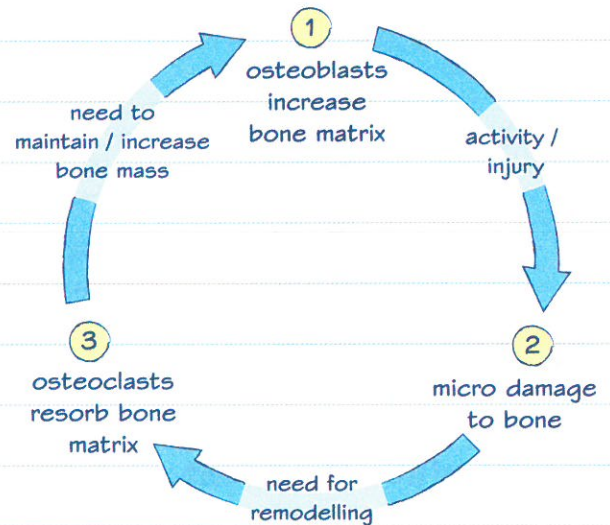 1
osteoblasts
increase
bone matrix
activity /
injury
2
micro damage
to bone
need for
remodelling
3
osteoclasts
resorb bone
matrix
need to
maintain / increase
bone mass